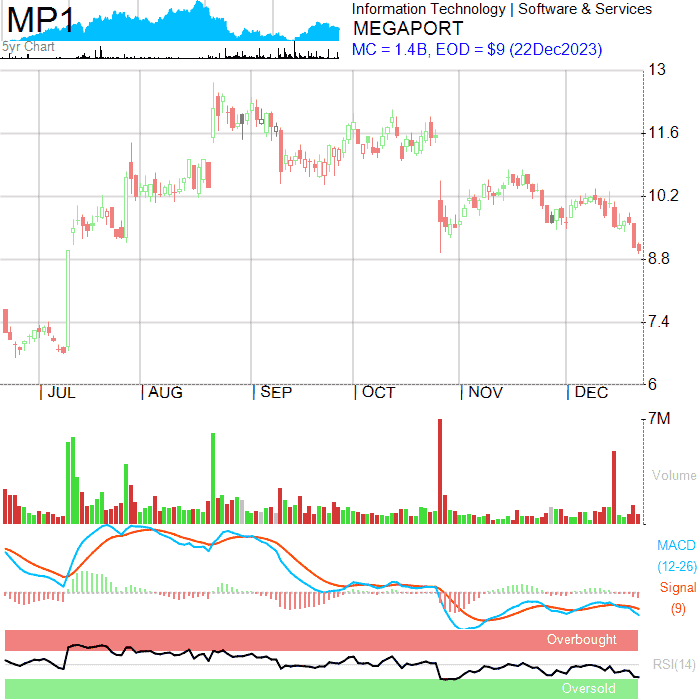 MP1
5yr Chart
Information Technology | Software & Services
MEGAPORT
MC = 1.4B, EOD = $9 (22Dec2023)
13
11.6
10.2
8.8
7.4
6
| JUL | AUG | SEP | OCT | NOV | DEC
7M
Volume
MACD
(12-26)
Signal
(9)
Overbought
RSI(14)
Oversold